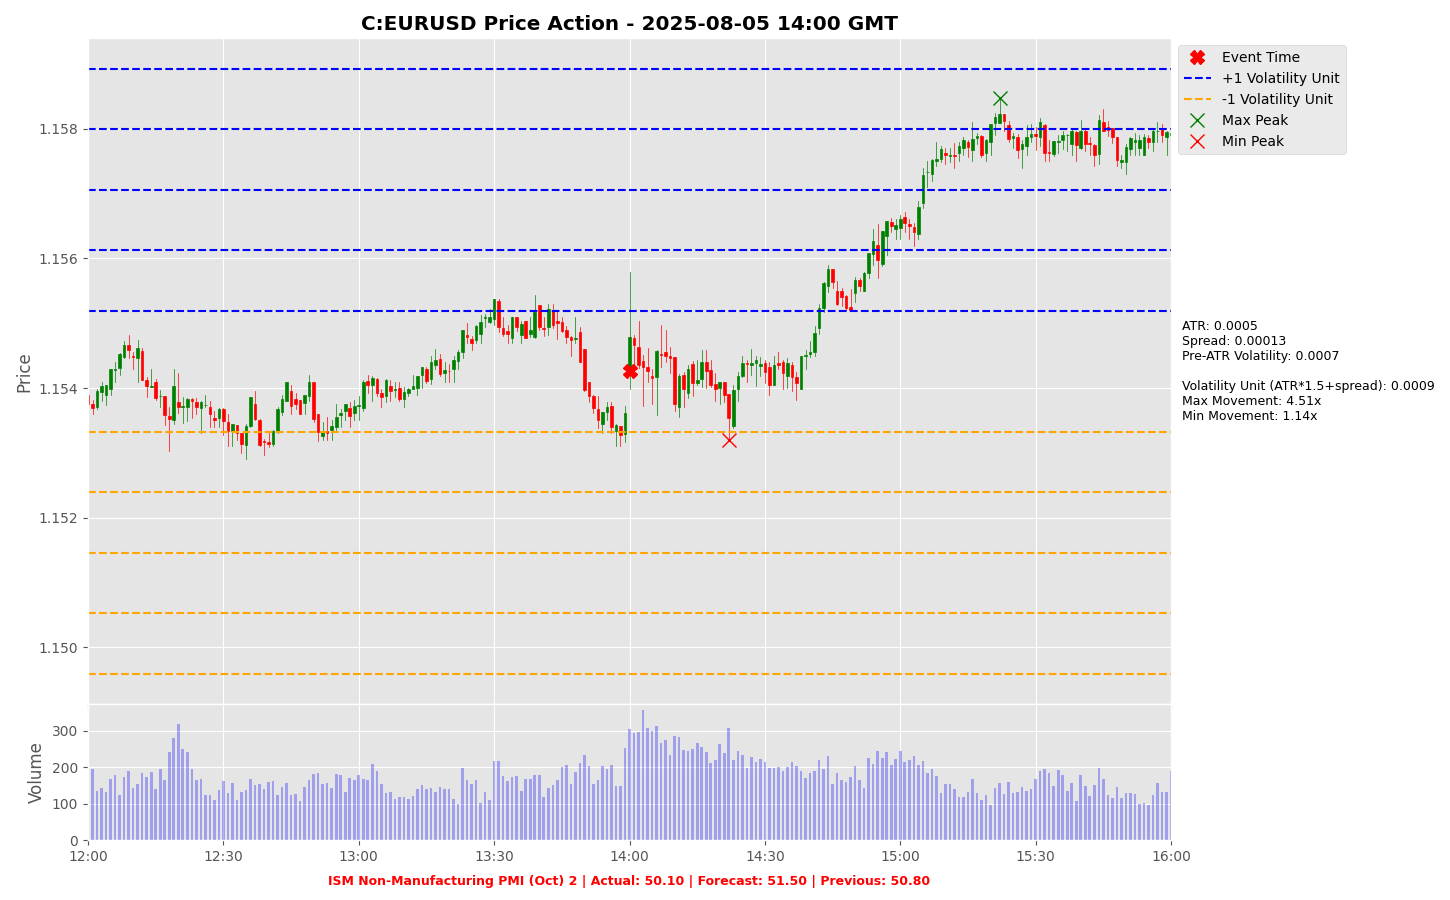 C:EURUSD Price Action - 2025-08-05 14:00 GMT
Event Time
+1 Volatility Unit
-1 Volatility Unit
Max Peak
Min Peak
1.158
1.156
1.154
1.152
1.150
Price
ATR: 0.0005
Spread: 0.00013
Pre-ATR Volatility: 0.0007
Volatility Unit (ATR*1.5+spread): 0.0009
Max Movement: 4.51x
Min Movement: 1.14x
300
200
100
0
Volume
12:00 12:30 13:00 13:30 14:00 14:30 15:00 15:30 16:00
ISM Non-Manufacturing PMI (Oct) 2 | Actual: 50.10 | Forecast: 51.50 | Previous: 50.80